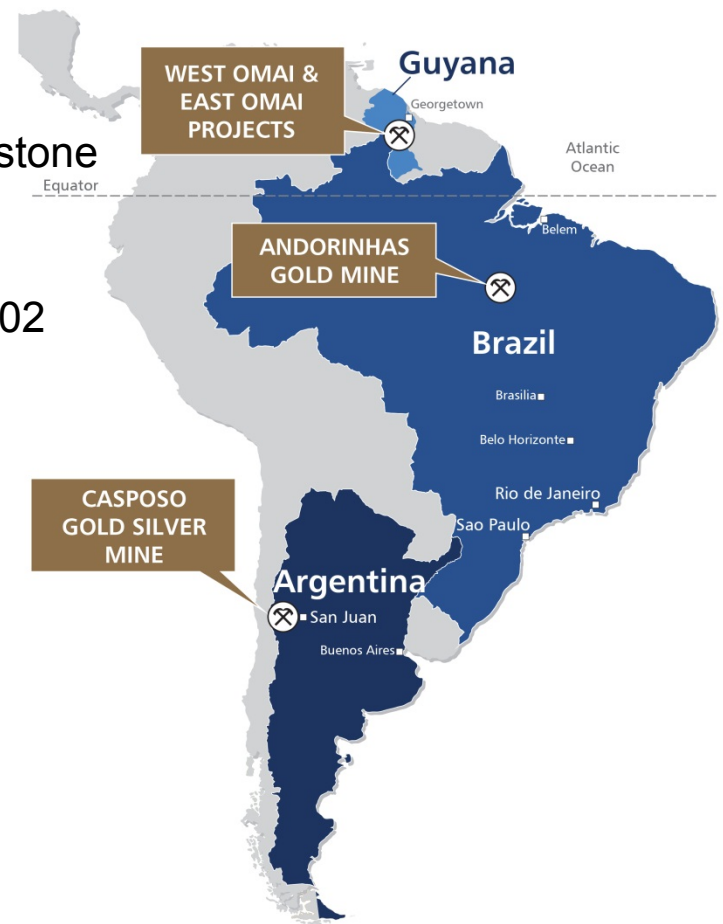 WEST OMAI &
EAST OMAI
PROJECTS
Guyana
Georgetown
stone
Atlantic
Ocean
Equator
Belem
ANDORINHAS
GOLD MINE
02
Brazil
Brasilia
Belo Horizonte
Rio de Janeiro
Sao Paulo
CASPOSO
GOLD SILVER
MINE
Argentina
San Juan
Buenos Aires